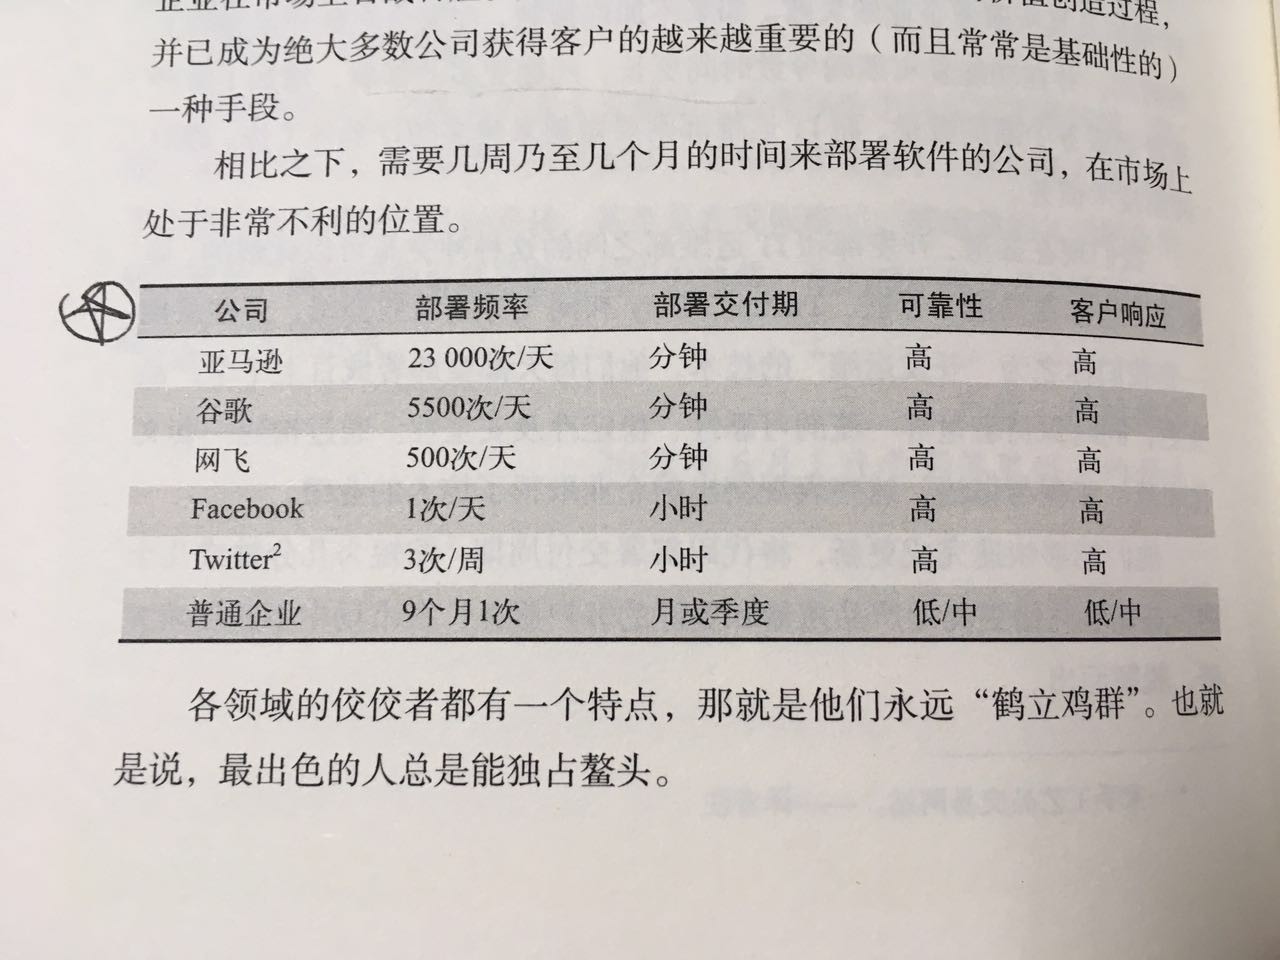 并已成为绝大多数公司获得客户的越来越重要的（而且常常是基础性的）
一种手段。
相比之下，需要几周乃至几个月的时间来部署软件的公司，在市场上
处于非常不利的位置。
公司 部署频率 部署交付期 可靠性 客户响应
亚马逊 23 000次/天 分钟 高 高
谷歌 5500次/天 分钟 高 高
网飞 500次/天 分钟 高 高
Facebook 1次/天 小时 高 高
Twitter2 3次/周 小时 高 高
普通企业 9个月1次 月或季度 低/中 低/中
各领域的佼佼者都有一个特点，那就是他们永远“鹤立鸡群”。也就
是说，最出色的人总是能独占鳌头。